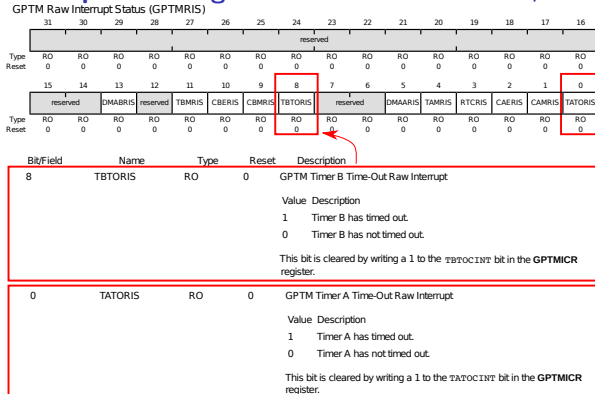 GPTM Raw Interrupt Status (GPTMRIS)
31 30 29 28 27 26 25 24 23 22 21 20 19 18 17 16
reserved
Type RO RO RO RO RO RO RO RO RO RO RO RO RO RO RO RO
Reset 0 0 0 0 0 0 0 0 0 0 0 0 0 0 0 0
15 14 13 12 11 10 9 8 7 6 5 4 3 2 1 0
reserved DMABRIS reserved TBMRIS CBERIS CBMRIS TBTORIS reserved DMAARIS TAMRIS RTCRIS CAERIS CAMRIS TATORIS
Type RO RO RO RO RO RO RO RO RO RO RO RO RO RO RO RO
Reset 0 0 0 0 0 0 0 0 0 0 0 0 0 0 0 0
Bit/Field Name Type Reset Description
8 TBTORIS RO 0 GPTM Timer B Time-Out Raw Interrupt
Value Description
1 Timer B has timed out.
0 Timer B has not timed out.
This bit is cleared by writing a 1 to the TBTOCINT bit in the GPTMICR
register.
0 TATORIS RO 0 GPTM Timer A Time-Out Raw Interrupt
Value Description
1 Timer A has timed out.
0 Timer A has not timed out.
This bit is cleared by writing a 1 to the TATOCINT bit in the GPTMICR
register.